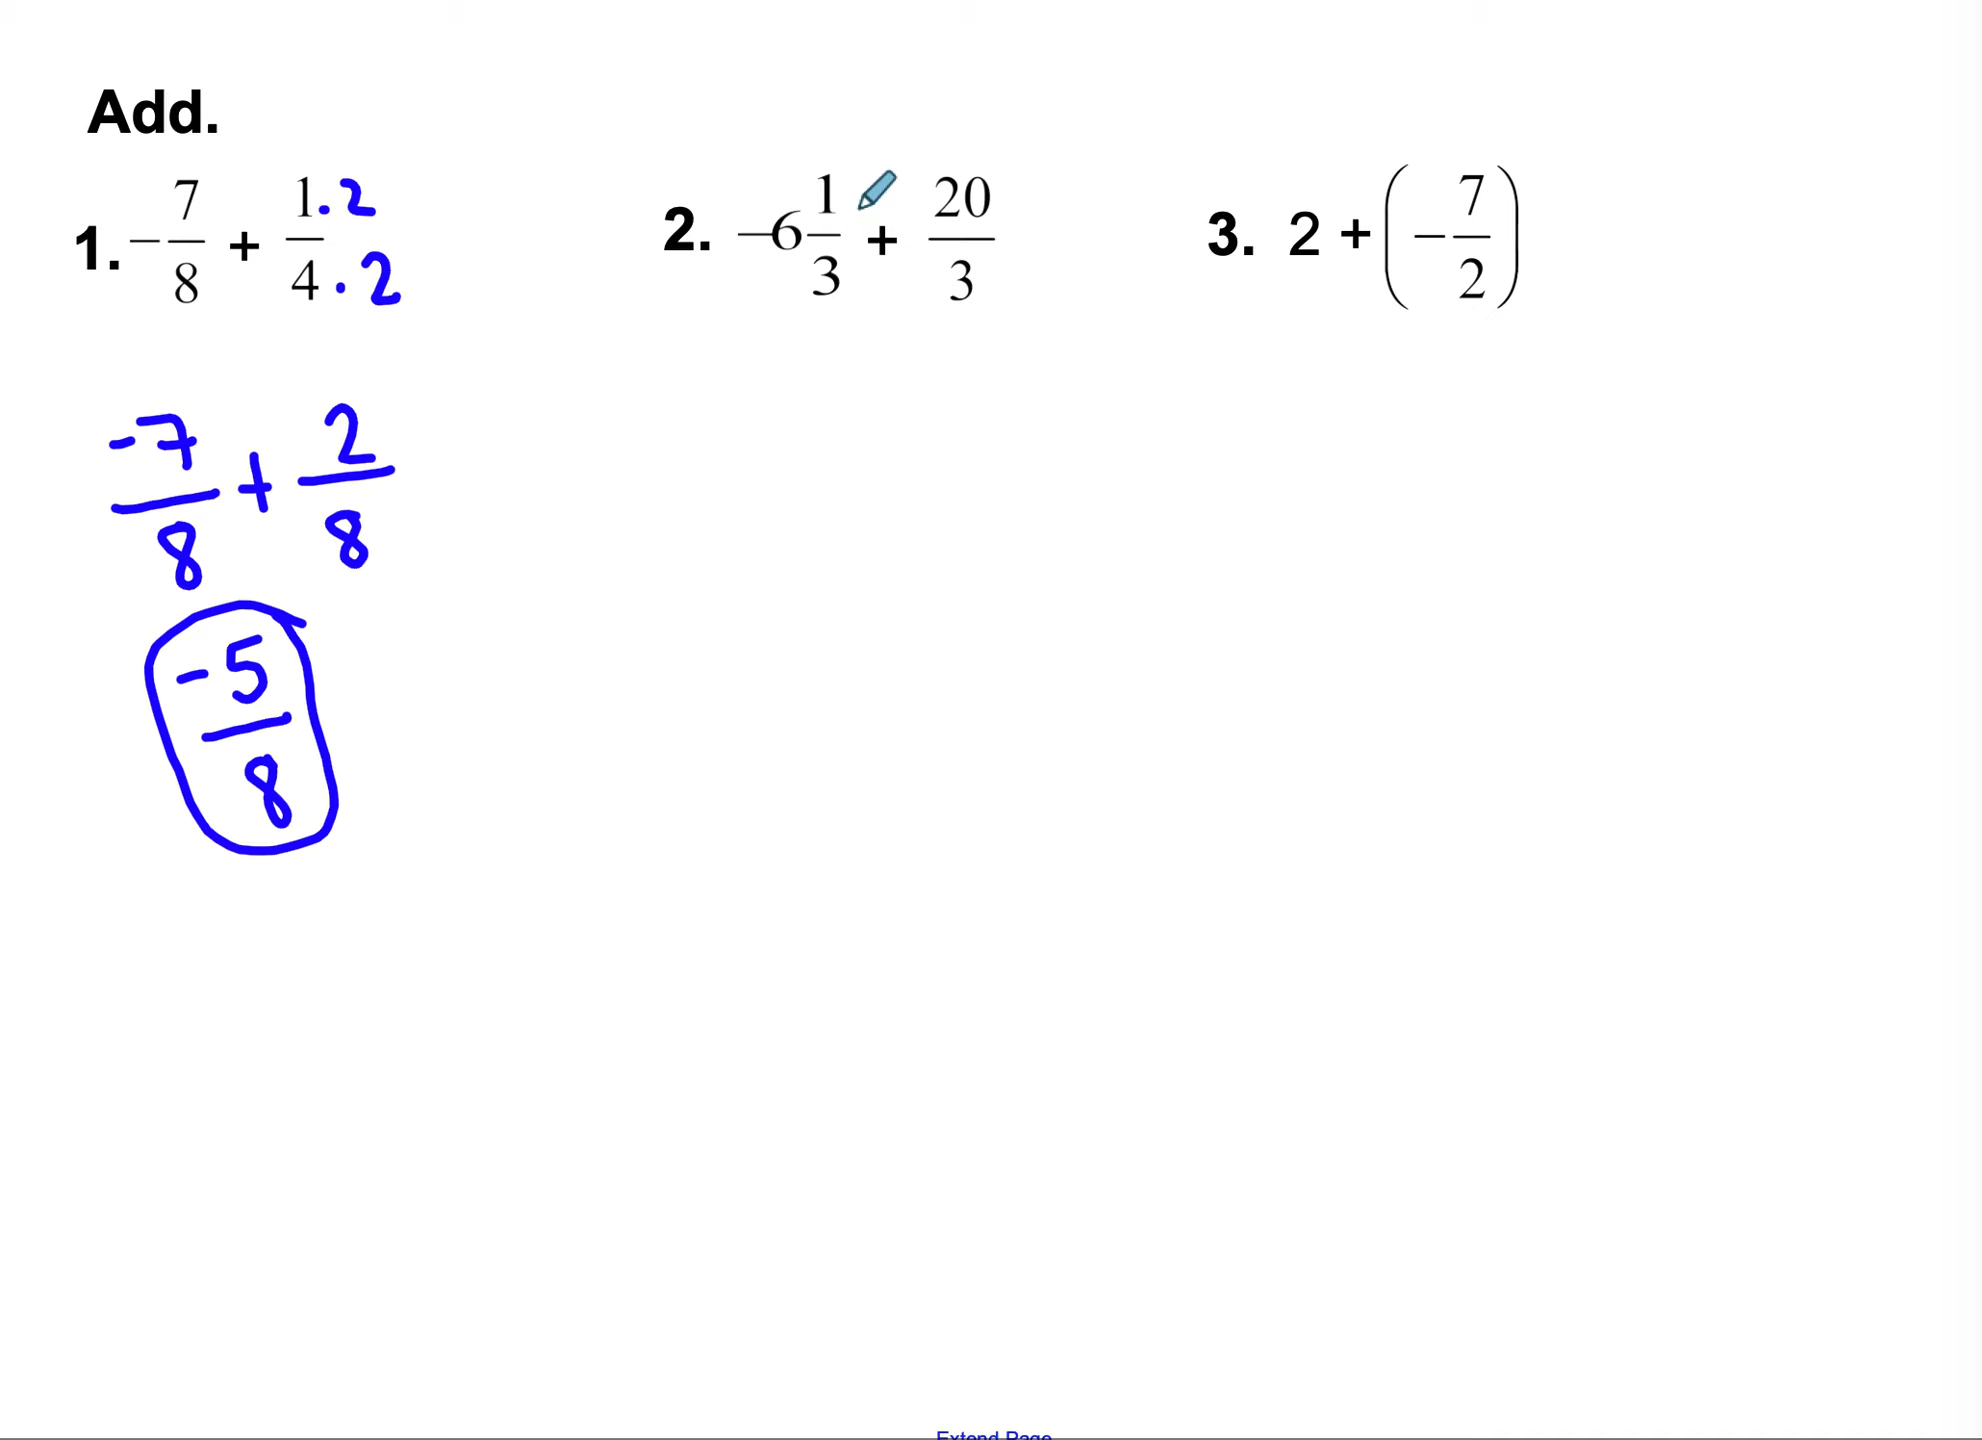 Add.
1. -7/8 + 1/4 .2 .2
2. -6 1/3 + 20/3
3. 2 + (-7/2)
-7/8 + 2/8
-5/8
Extend Page